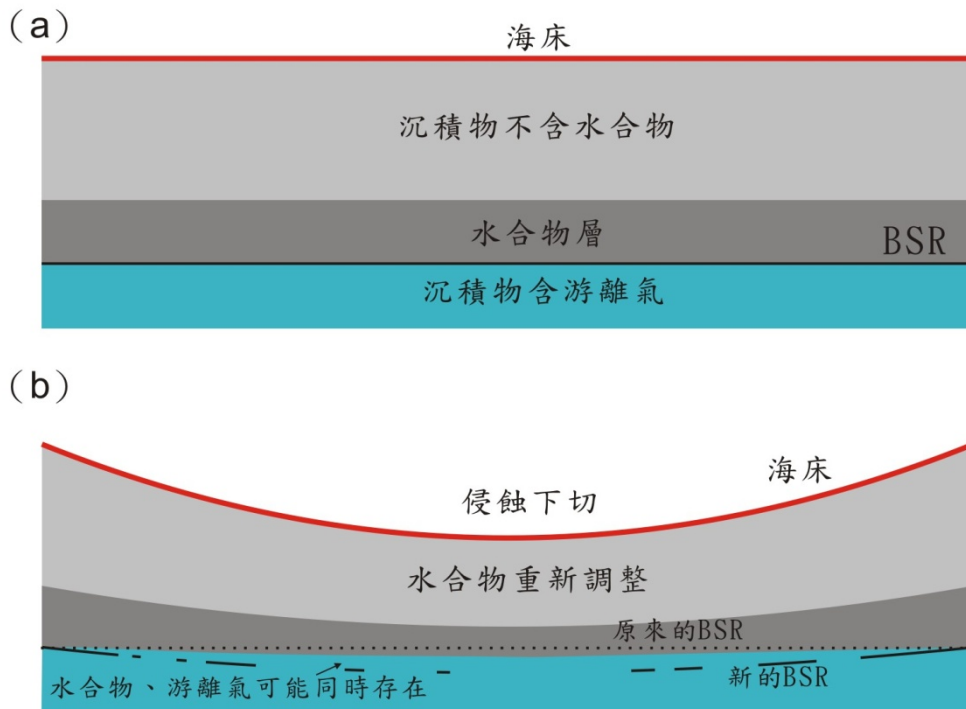 (a)
海床
沉積物不含水合物
水合物層
BSR
沉積物含游離氣
(b)
海床
侵蝕下切
水合物重新調整
原來的BSR
水合物、游離氣可能同時存在
新的BSR